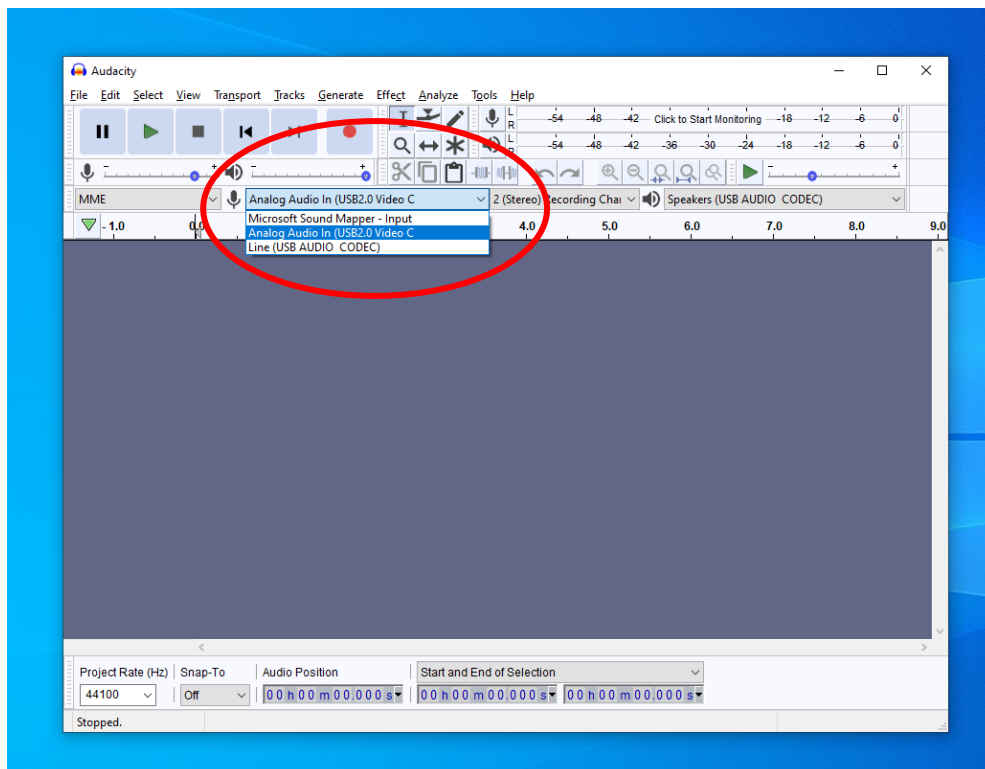 Audacity
File Edit Select View Transport Tracks Generate Effect Analyze Tools Help
L
R
-54 -48 -42 Click to Start Monitoring -18 -12 -6 0
L
R
-54 -48 -42 -36 -30 -24 -18 -12 -6 0
MME Analog Audio In (USB2.0 Video C 2 (Stereo) Recording Chai Speakers (USB AUDIO CODEC)
Microsoft Sound Mapper - Input
Analog Audio In (USB2.0 Video C
Line (USB AUDIO CODEC)
- 1.0 0.0 4.0 5.0 6.0 7.0 8.0 9.0
Project Rate (Hz) Snap-To Audio Position Start and End of Selection
44100 Off 00 h 00 m 00.000 s 00 h 00 m 00.000 s 00 h 00 m 00.000 s
Stopped.